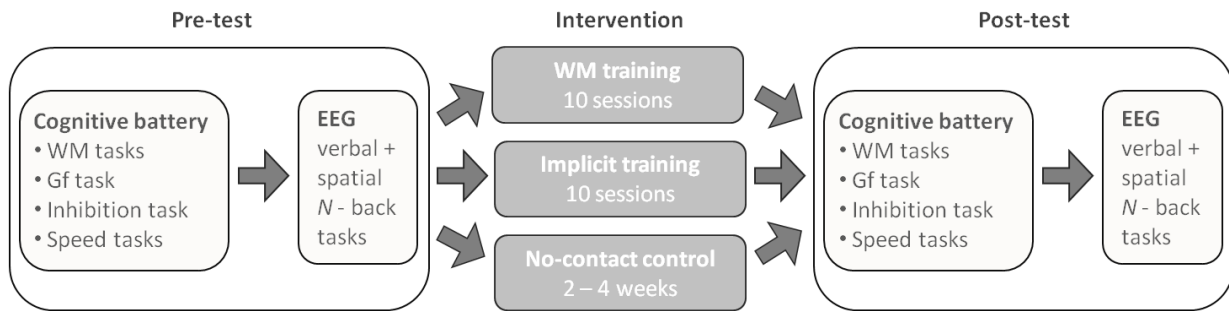 Pre-test
Intervention
Post-test
Cognitive battery
• WM tasks
• Gf task
• Inhibition task
• Speed tasks
EEG
verbal +
spatial
N - back
tasks
WM training
10 sessions
Implicit training
10 sessions
No-contact control
2 – 4 weeks
Cognitive battery
• WM tasks
• Gf task
• Inhibition task
• Speed tasks
EEG
verbal +
spatial
N - back
tasks